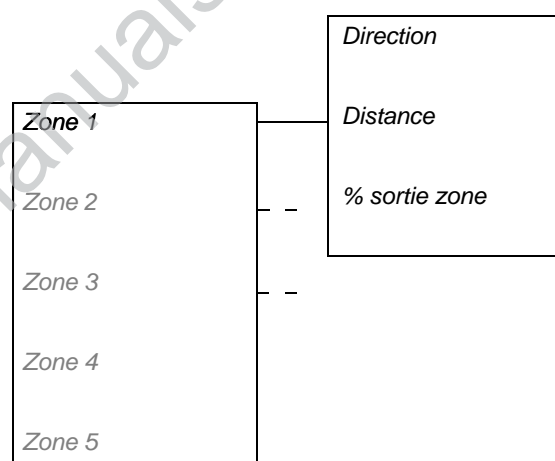 Direction
Distance
% sortie zone
Zone 1
Zone 2
Zone 3
Zone 4
Zone 5